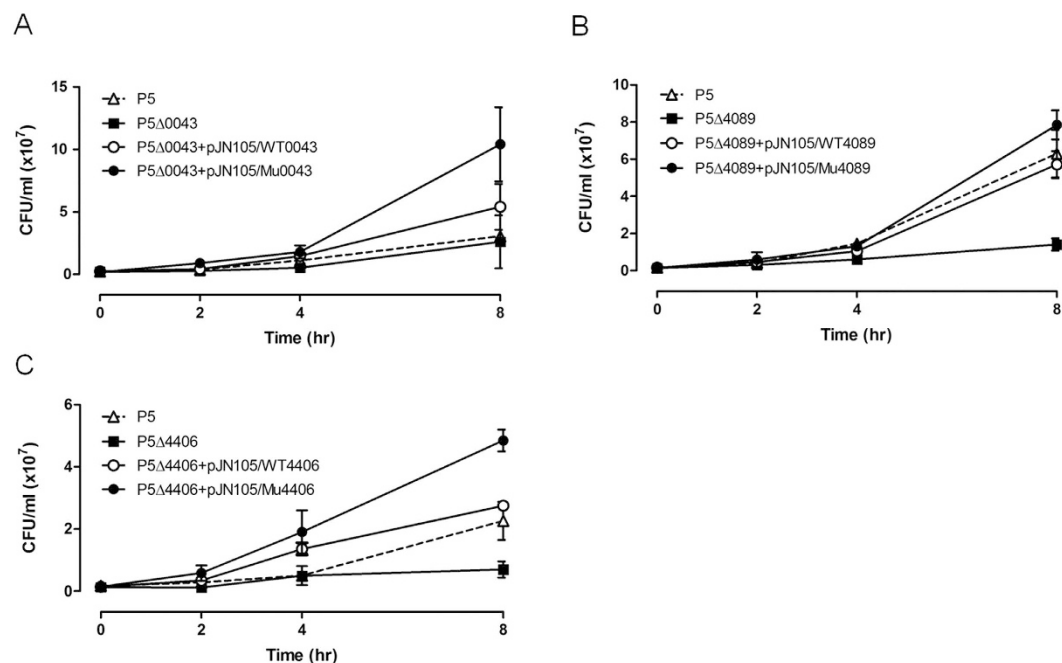 A
15
10
5
0
CFU/ml (x10⁷)
P5
P5Δ0043
P5Δ0043+pJN105/WT0043
P5Δ0043+pJN105/Mu0043
0 2 4 8
Time (hr)
B
10
8
6
4
2
0
CFU/ml (x10⁷)
P5
P5Δ4089
P5Δ4089+pJN105/WT4089
P5Δ4089+pJN105/Mu4089
0 2 4 8
Time (hr)
C
6
4
2
0
CFU/ml (x10⁷)
P5
P5Δ4406
P5Δ4406+pJN105/WT4406
P5Δ4406+pJN105/Mu4406
0 2 4 8
Time (hr)